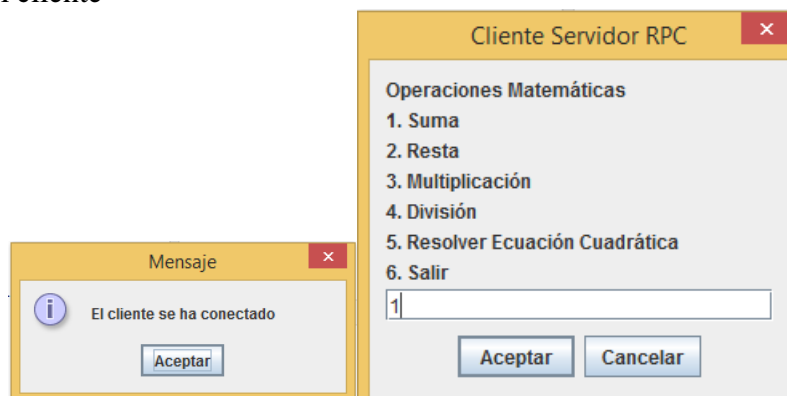 cliente
Cliente Servidor RPC
Operaciones Matemáticas
1. Suma
2. Resta
3. Multiplicación
4. División
5. Resolver Ecuación Cuadrática
6. Salir
1
Aceptar Cancelar
Mensaje
El cliente se ha conectado
Aceptar